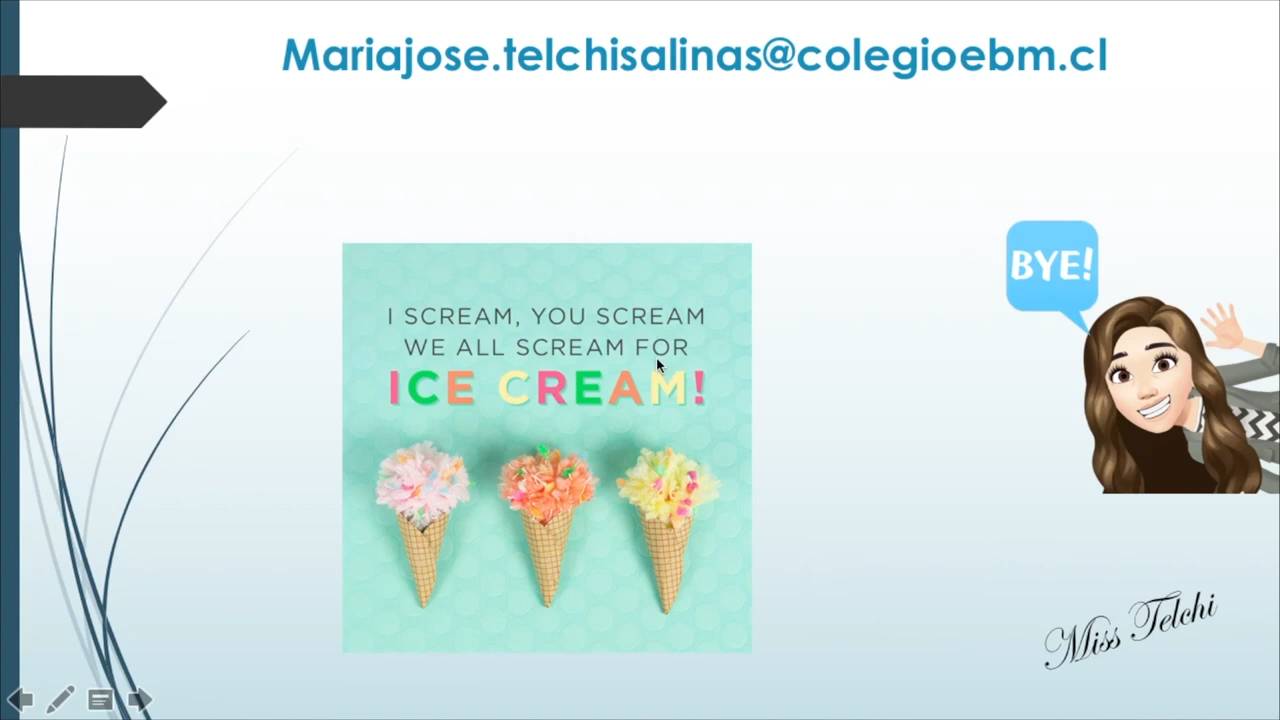 Mariajose.telchisalinas@colegioebm.cl
BYE!
I SCREAM, YOU SCREAM
WE ALL SCREAM FOR
ICE CREAM!
Miss Telchi